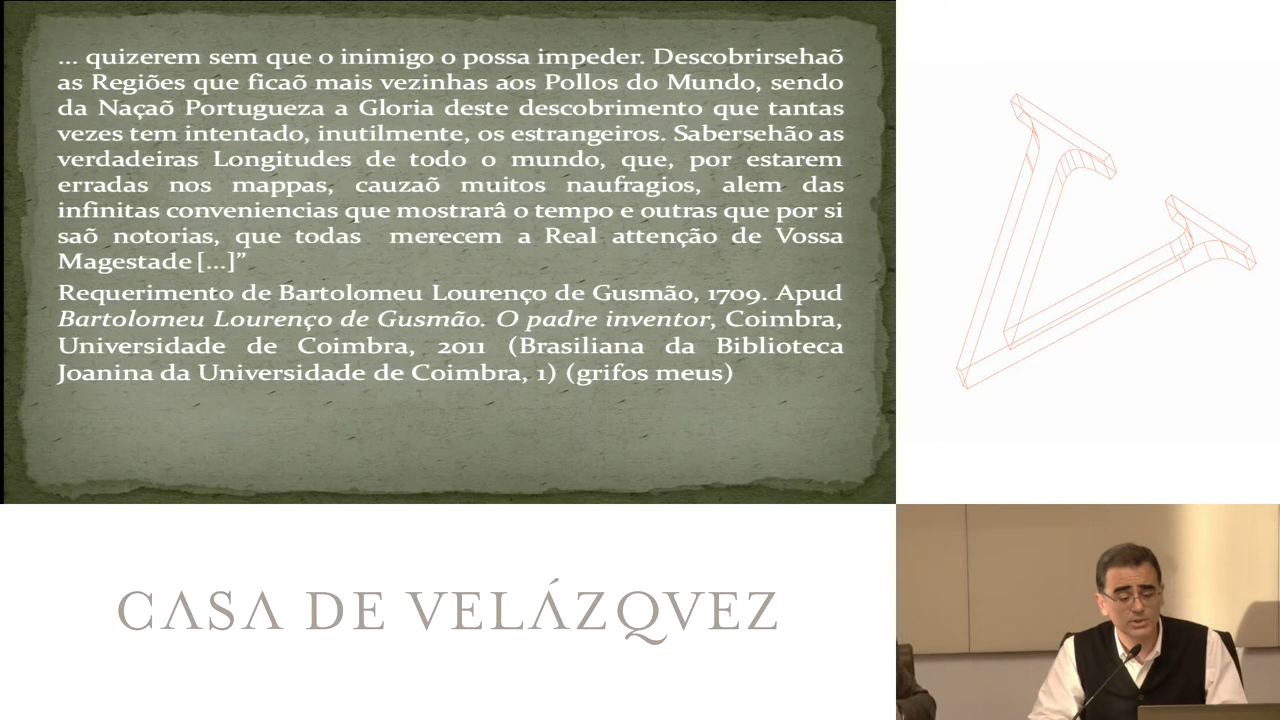 ... quizerem sem que o inimigo o possa impeder. Descobrirsehaõ
as Regiões que ficaõ mais vezinhas aos Pollos do Mundo, sendo
da Naçaõ Portugueza a Gloria deste descobrimento que tantas
vezes tem intentado, inutilmente, os estrangeiros. Sabersehão as
verdadeiras Longitudes de todo o mundo, que, por estarem
erradas nos mappas, cauzaõ muitos naufragios, alem das
infinitas conveniencias que mostrarâ o tempo e outras que por si
saõ notorias, que todas merecem a Real attenção de Vossa
Magestade [...]”
Requerimento de Bartolomeu Lourenço de Gusmão, 1709. Apud
Bartolomeu Lourenço de Gusmão. O padre inventor, Coimbra,
Universidade de Coimbra, 2011 (Brasiliana da Biblioteca
Joanina da Universidade de Coimbra, 1) (grifos meus)
CASA DE VELÁZQVEZ